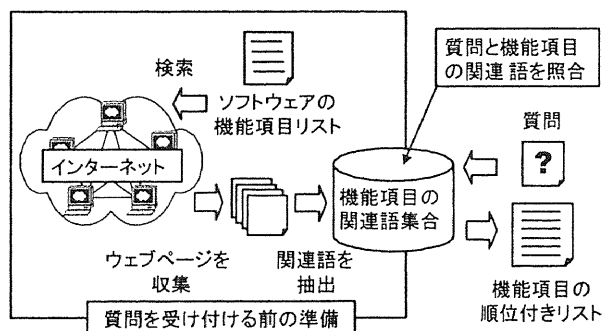 質問と機能項目
の関連語を照合
検索
ソフトウェアの
機能項目リスト
質問
インターネット
?
機能項目の
関連語集合
ウェブページを
収集
関連語を
抽出
機能項目の
順位付きリスト
質問を受け付ける前の準備